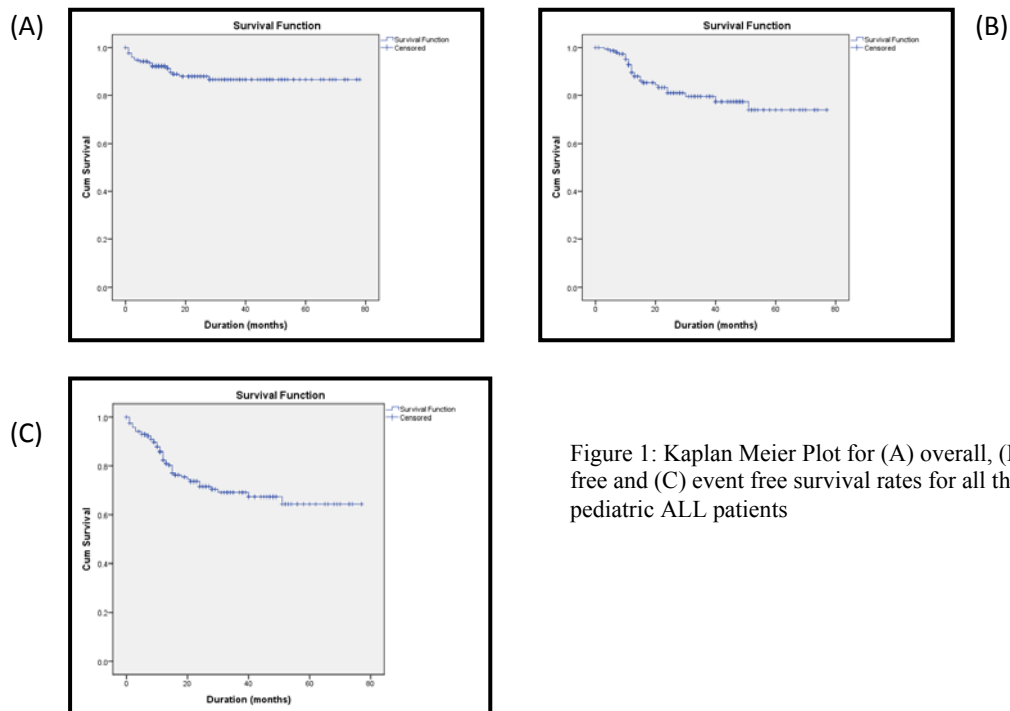 (A)
Survival Function
Survival Function
Censored
1.0
0.8
0.6
0.4
0.2
0.0
Cum Survival
0 20 40 60 80
Duration (months)
(B)
Survival Function
Survival Function
Censored
1.0
0.8
0.6
0.4
0.2
0.0
Cum Survival
0 20 40 60 80
Duration (months)
(C)
Survival Function
Survival Function
Censored
1.0
0.8
0.6
0.4
0.2
0.0
Cum Survival
0 20 40 60 80
Duration (months)
Figure 1: Kaplan Meier Plot for (A) overall,
free and (C) event free survival rates for all
pediatric ALL patients